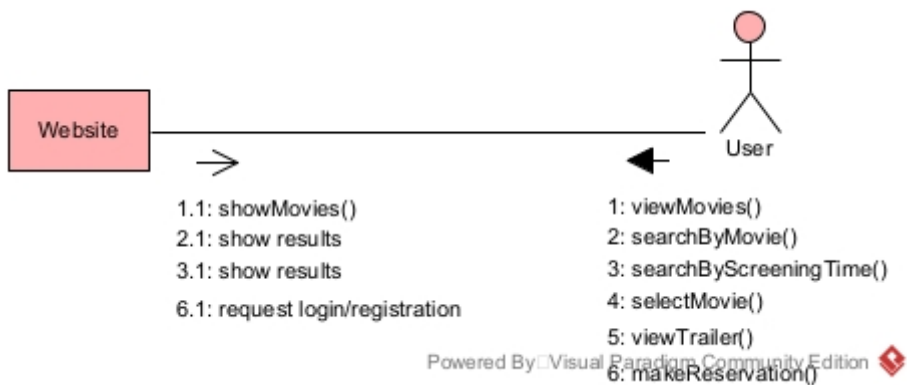 Website
User
1.1: showMovies()
2.1: show results
3.1: show results
6.1: request login/registration
1: viewMovies()
2: searchByMovie()
3: searchByScreeningTime()
4: selectMovie()
5: viewTrailer()
6: makeReservation()
Powered By Visual Paradigm Community Edition